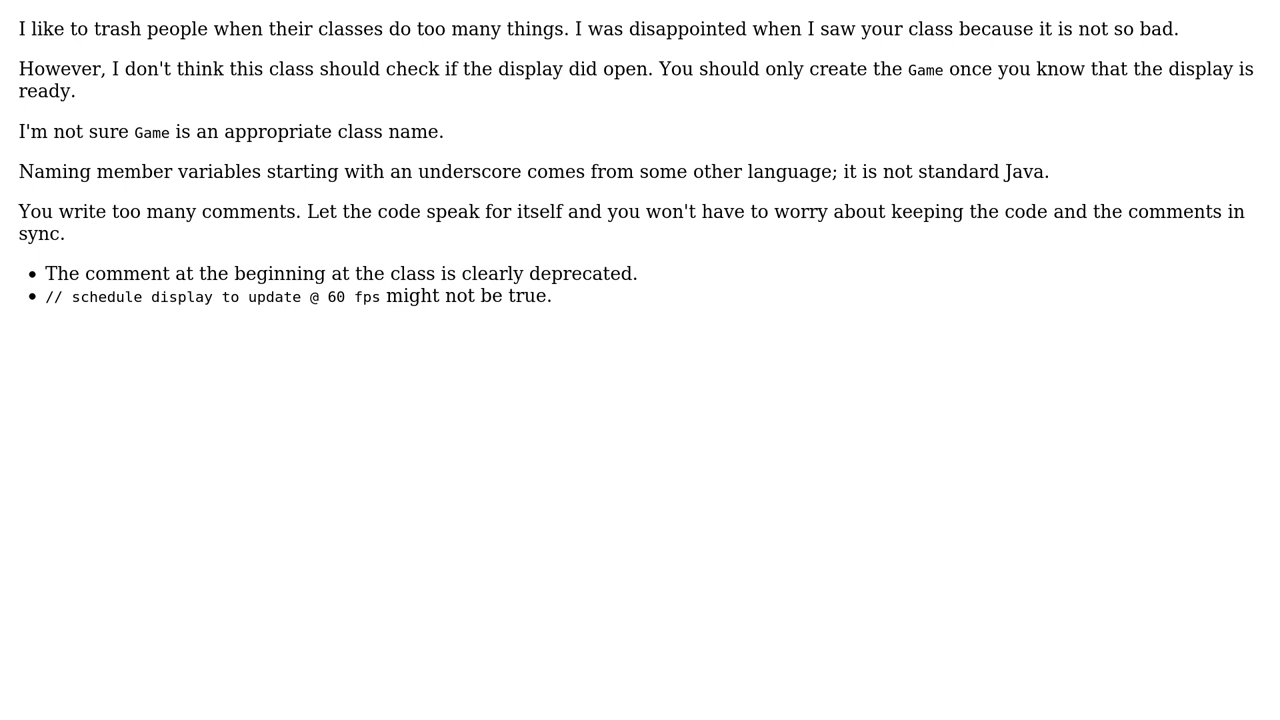 I like to trash people when their classes do too many things. I was disappointed when I saw your class because it is not so bad.
However, I don't think this class should check if the display did open. You should only create the Game once you know that the display is
ready.
I'm not sure Game is an appropriate class name.
Naming member variables starting with an underscore comes from some other language; it is not standard Java.
You write too many comments. Let the code speak for itself and you won't have to worry about keeping the code and the comments in
sync.
• The comment at the beginning at the class is clearly deprecated.
• // schedule display to update @ 60 fps might not be true.